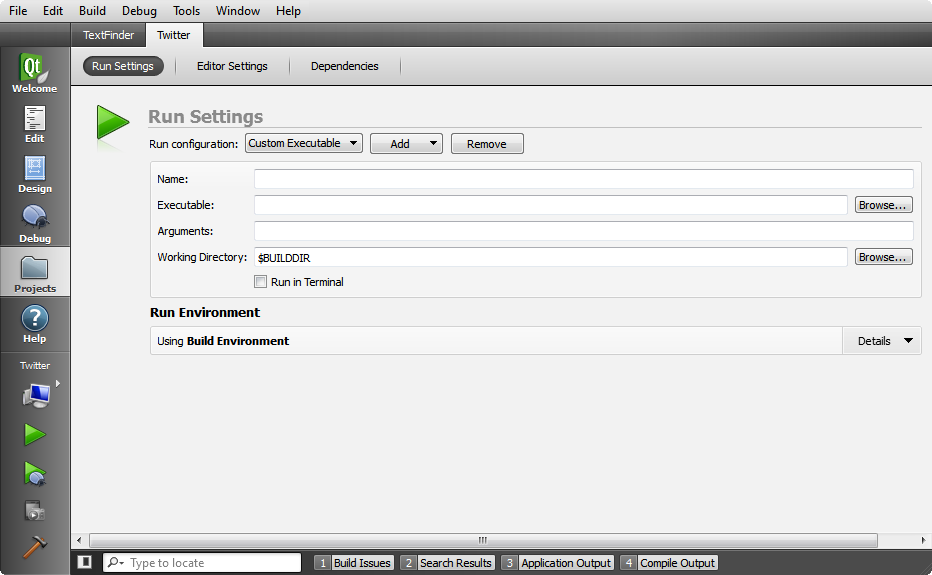 File Edit Build Debug Tools Window Help
TextFinder Twitter
Run Settings Editor Settings Dependencies
Qt
Welcome
Edit
Design
Debug
Projects
Help
Twitter
Run Settings
Run configuration: Custom Executable Add Remove
Name:
Executable: Browse...
Arguments:
Working Directory: $BUILDDIR Browse...
Run in Terminal
Run Environment
Using Build Environment Details
Type to locate 1 Build Issues 2 Search Results 3 Application Output 4 Compile Output